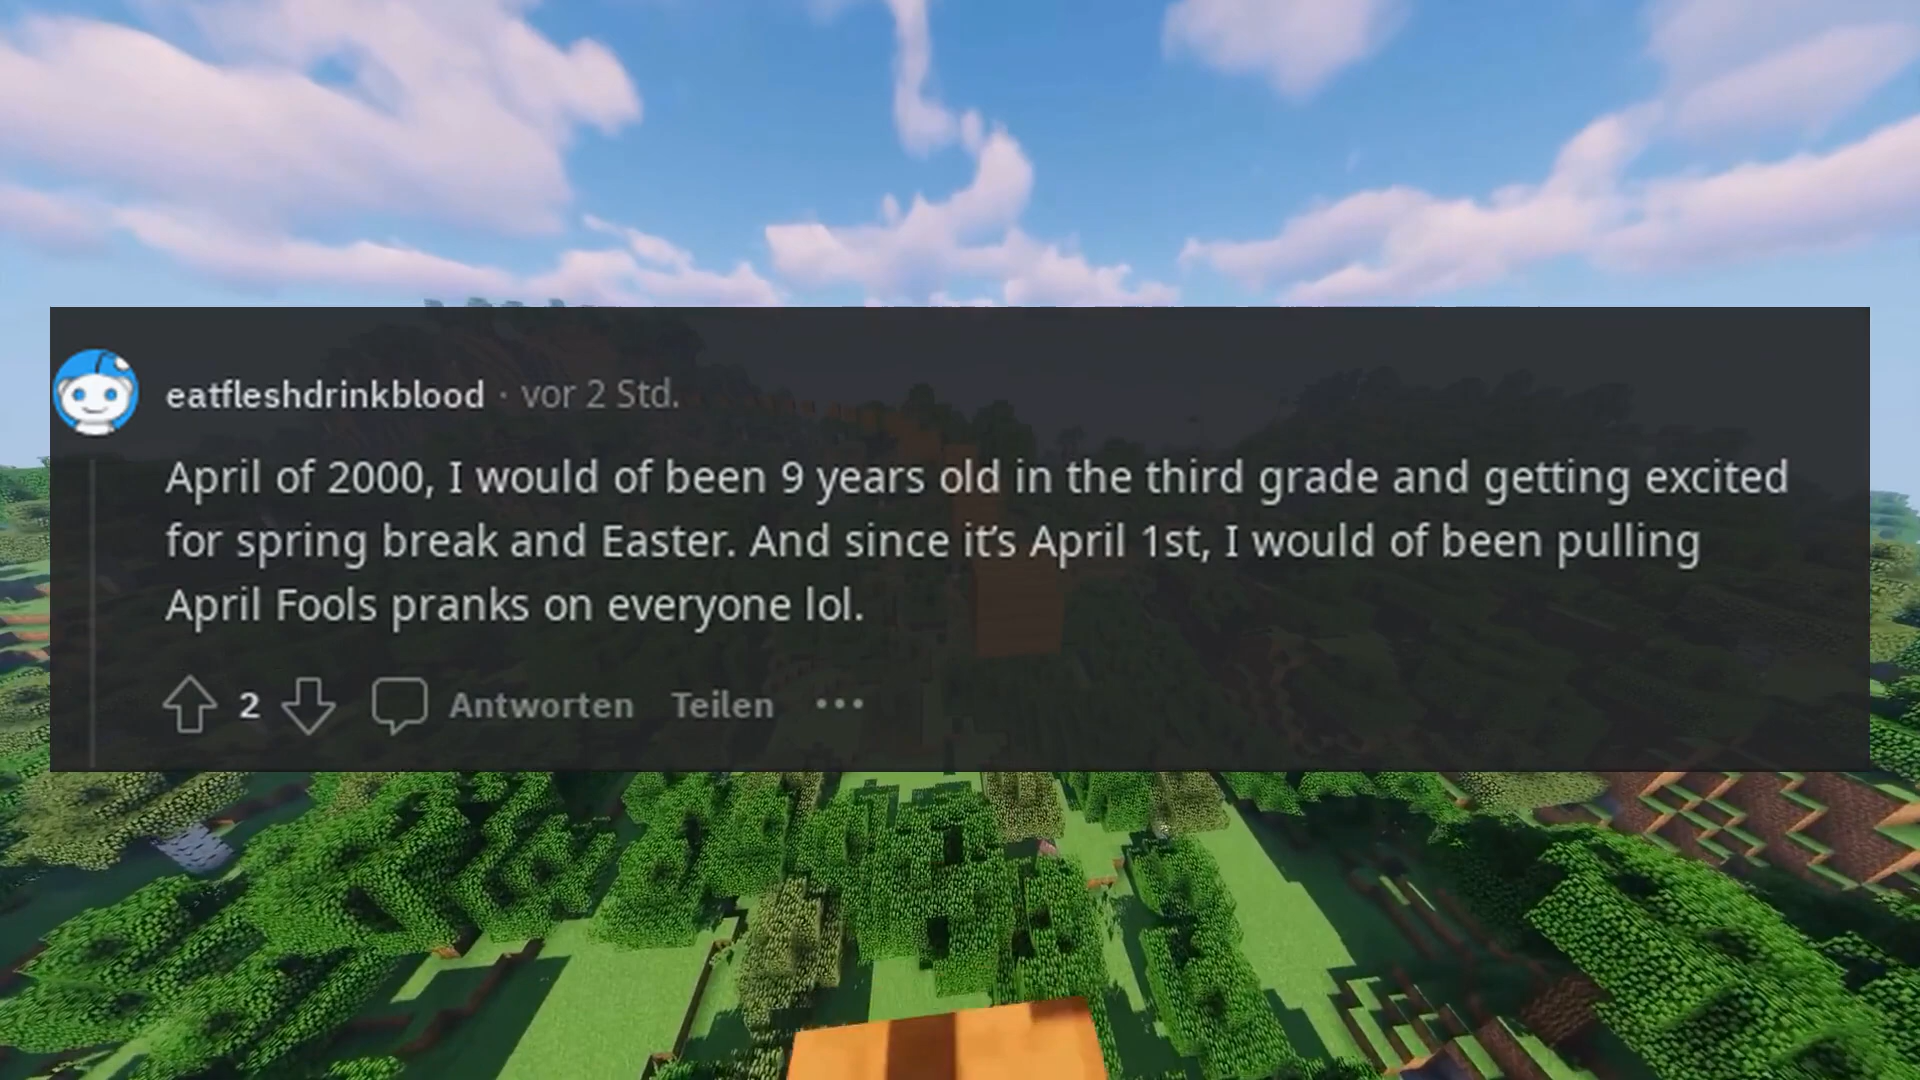 eatfleshdrinkblood · vor 2 Std.
April of 2000, I would of been 9 years old in the third grade and getting excited
for spring break and Easter. And since it’s April 1st, I would of been pulling
April Fools pranks on everyone lol.
2 Antworten Teilen •••